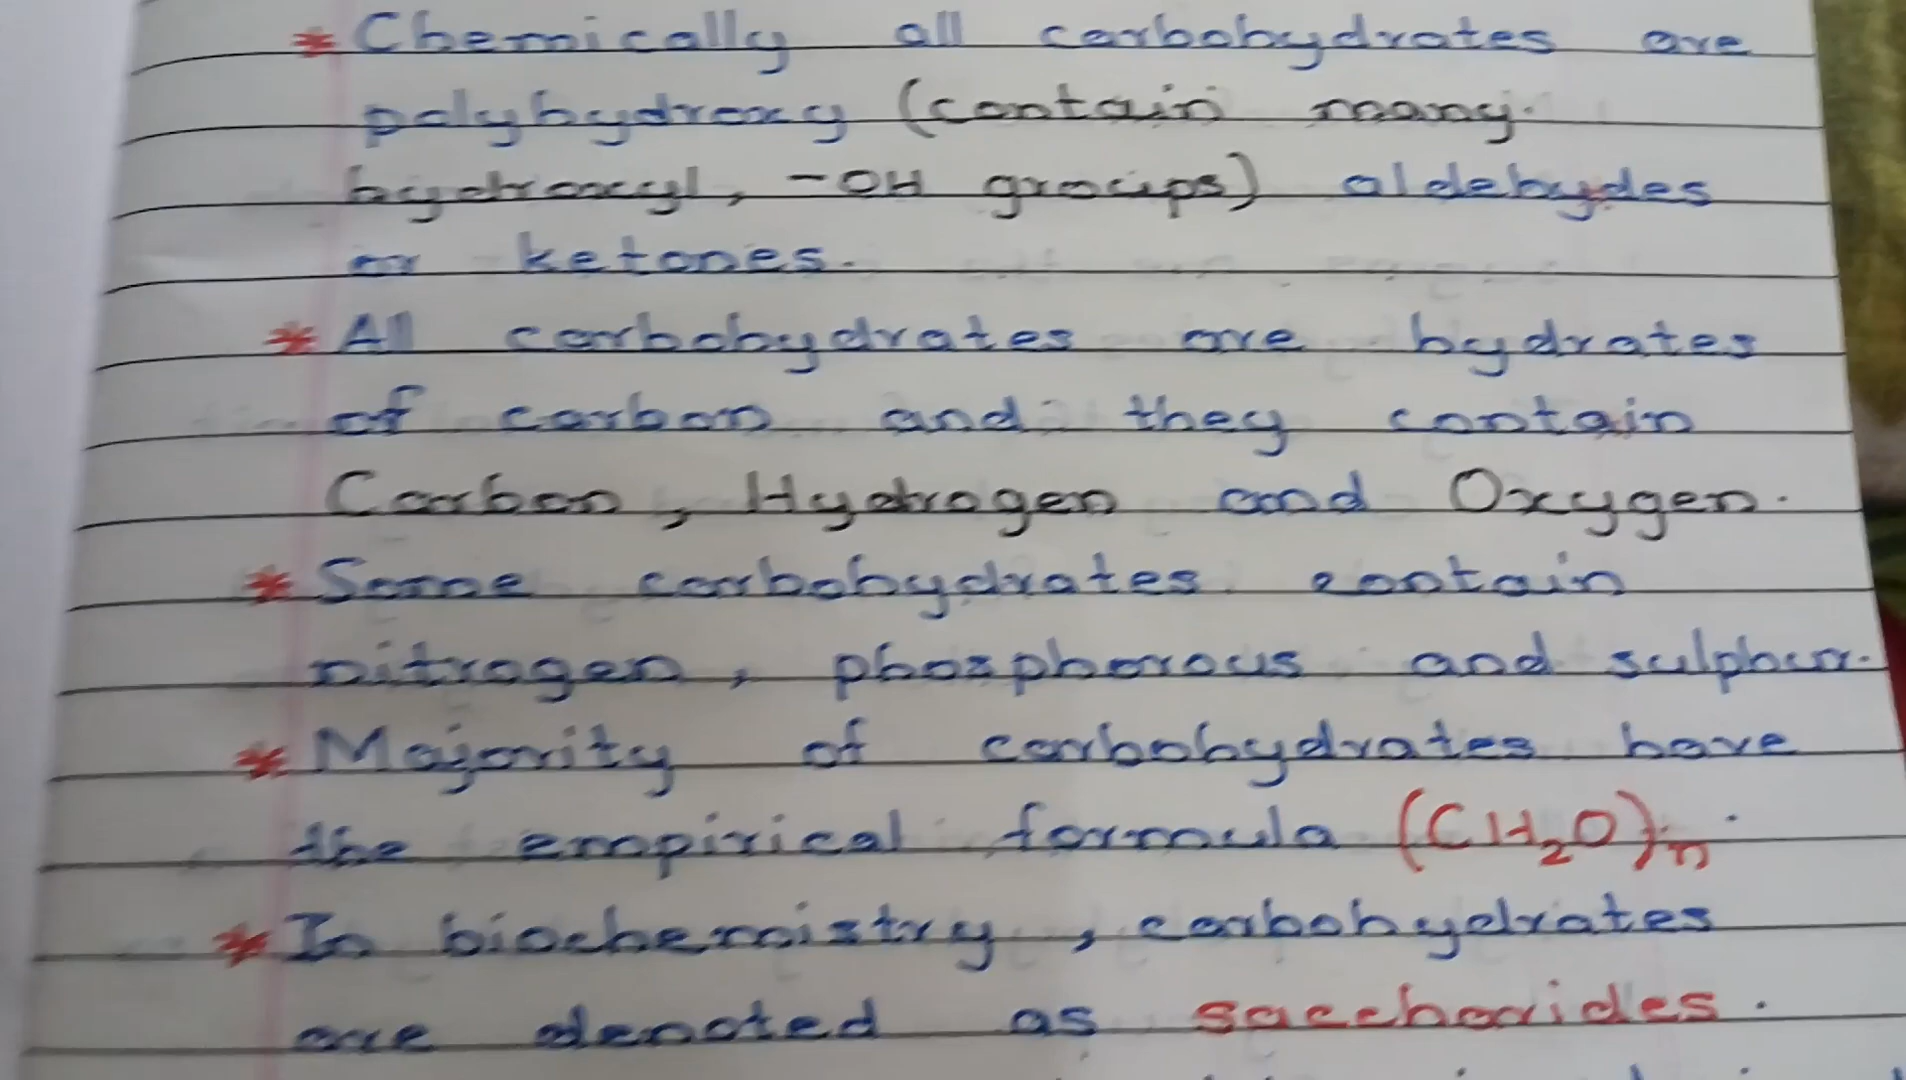 * Chemically all carbohydrates are
polyhydroxy (contain many
hydroxyl, -OH groups) aldehydes
or ketones.
* All carbohydrates are hydrates
of carbon and they contain
Carbon, Hydrogen and Oxygen.
* Some carbohydrates contain
nitrogen, phosphorous and sulphur.
* Majority of carbohydrates have
the empirical formula (CH₂O)n.
* In biochemistry, carbohydrates
are denoted as saccharides.